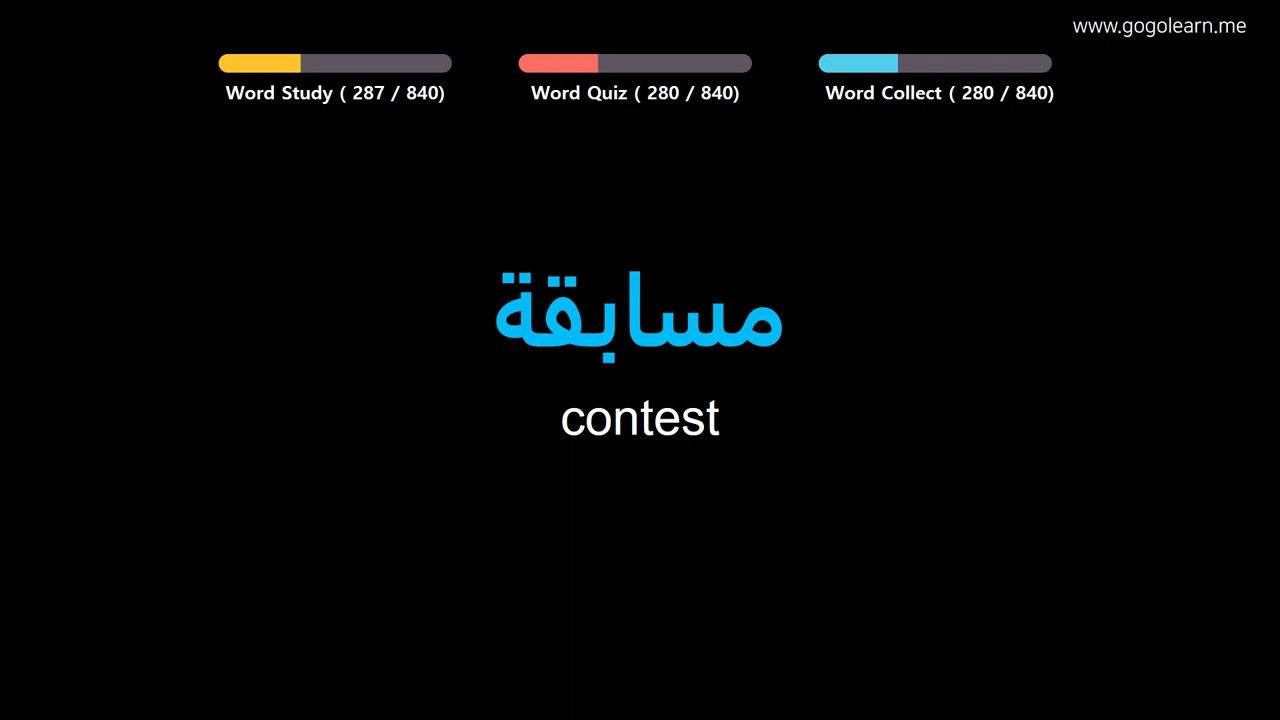 www.gogolearn.me
Word Study ( 287 / 840)
Word Quiz ( 280 / 840)
Word Collect ( 280 / 840)
مسابقة
contest